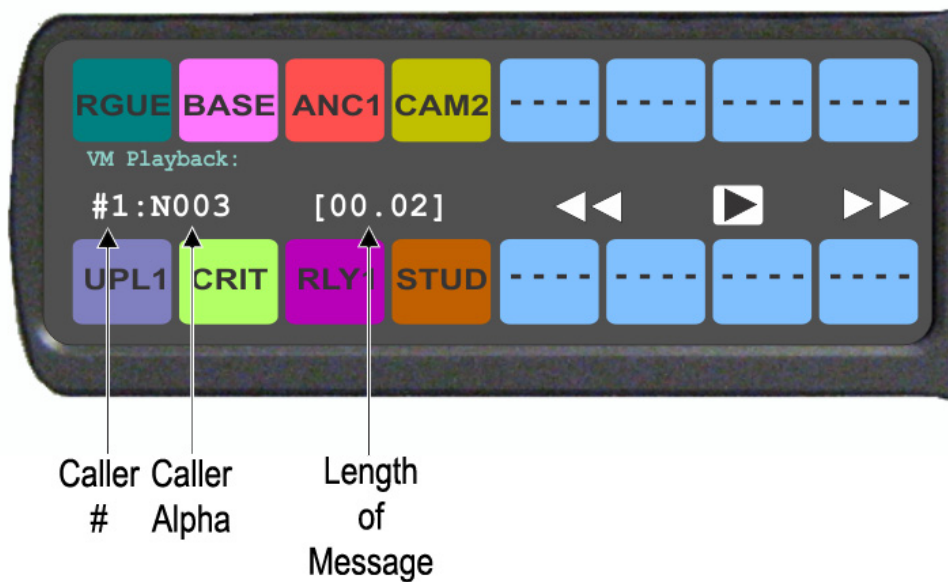 RGUE BASE ANC1 CAM2 ---- ---- ---- ----
VM Playback:
#1:N003 [00.02]
UPL1 CRIT RLY1 STUD ---- ---- ---- ----
Caller Caller Length
# Alpha of
Message